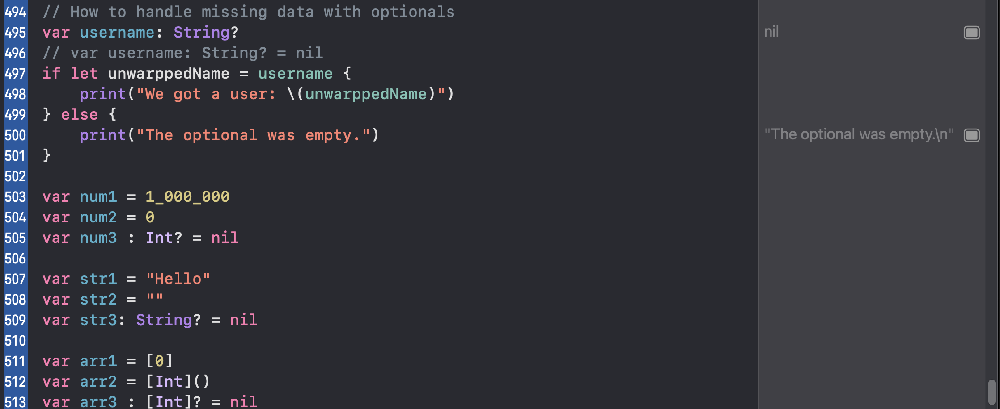 494 // How to handle missing data with optionals
495 var username: String?
nil
496 // var username: String? = nil
497 if let unwarppedName = username {
498     print("We got a user: \(unwarppedName)")
499 } else {
500     print("The optional was empty.")
"The optional was empty.\n"
501 }
502
503 var num1 = 1_000_000
504 var num2 = 0
505 var num3 : Int? = nil
506
507 var str1 = "Hello"
508 var str2 = ""
509 var str3: String? = nil
510
511 var arr1 = [0]
512 var arr2 = [Int]()
513 var arr3 : [Int]? = nil